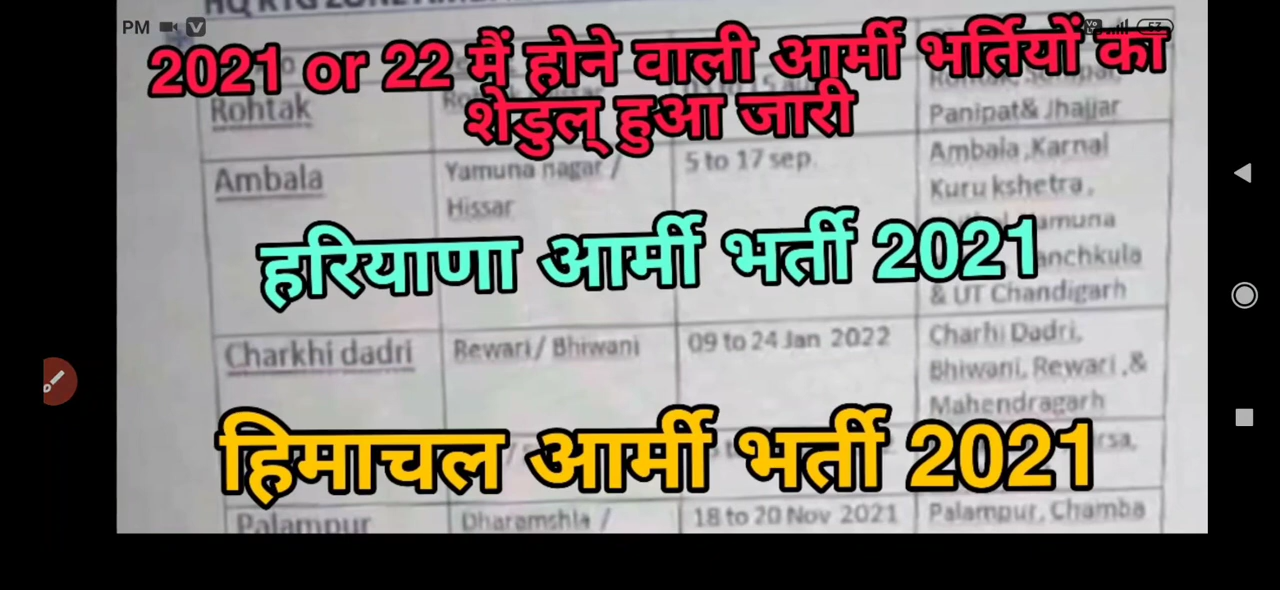 PM
53
2021 or 22 मैं होने वाली आर्मी भर्तियों का
शेडुल् हुआ जारी
Rohtak
Panipat& Jhajjar
Ambala
Yamuna nagar /
Hissar
5 to 17 sep.
Ambala ,Karnal
Kuru kshetra,
& UT Chandigarh
हरियाणा आर्मी भर्ती 2021
Charkhi dadri
Rewari / Bhiwani
09 to 24 Jan 2022
Charhi Dadri,
Bhiwani, Rewari ,&
Mahendragarh
हिमाचल आर्मी भर्ती 2021
Palampur
Dharamshla /
18 to 20 Nov 2021
Palampur, Chamba